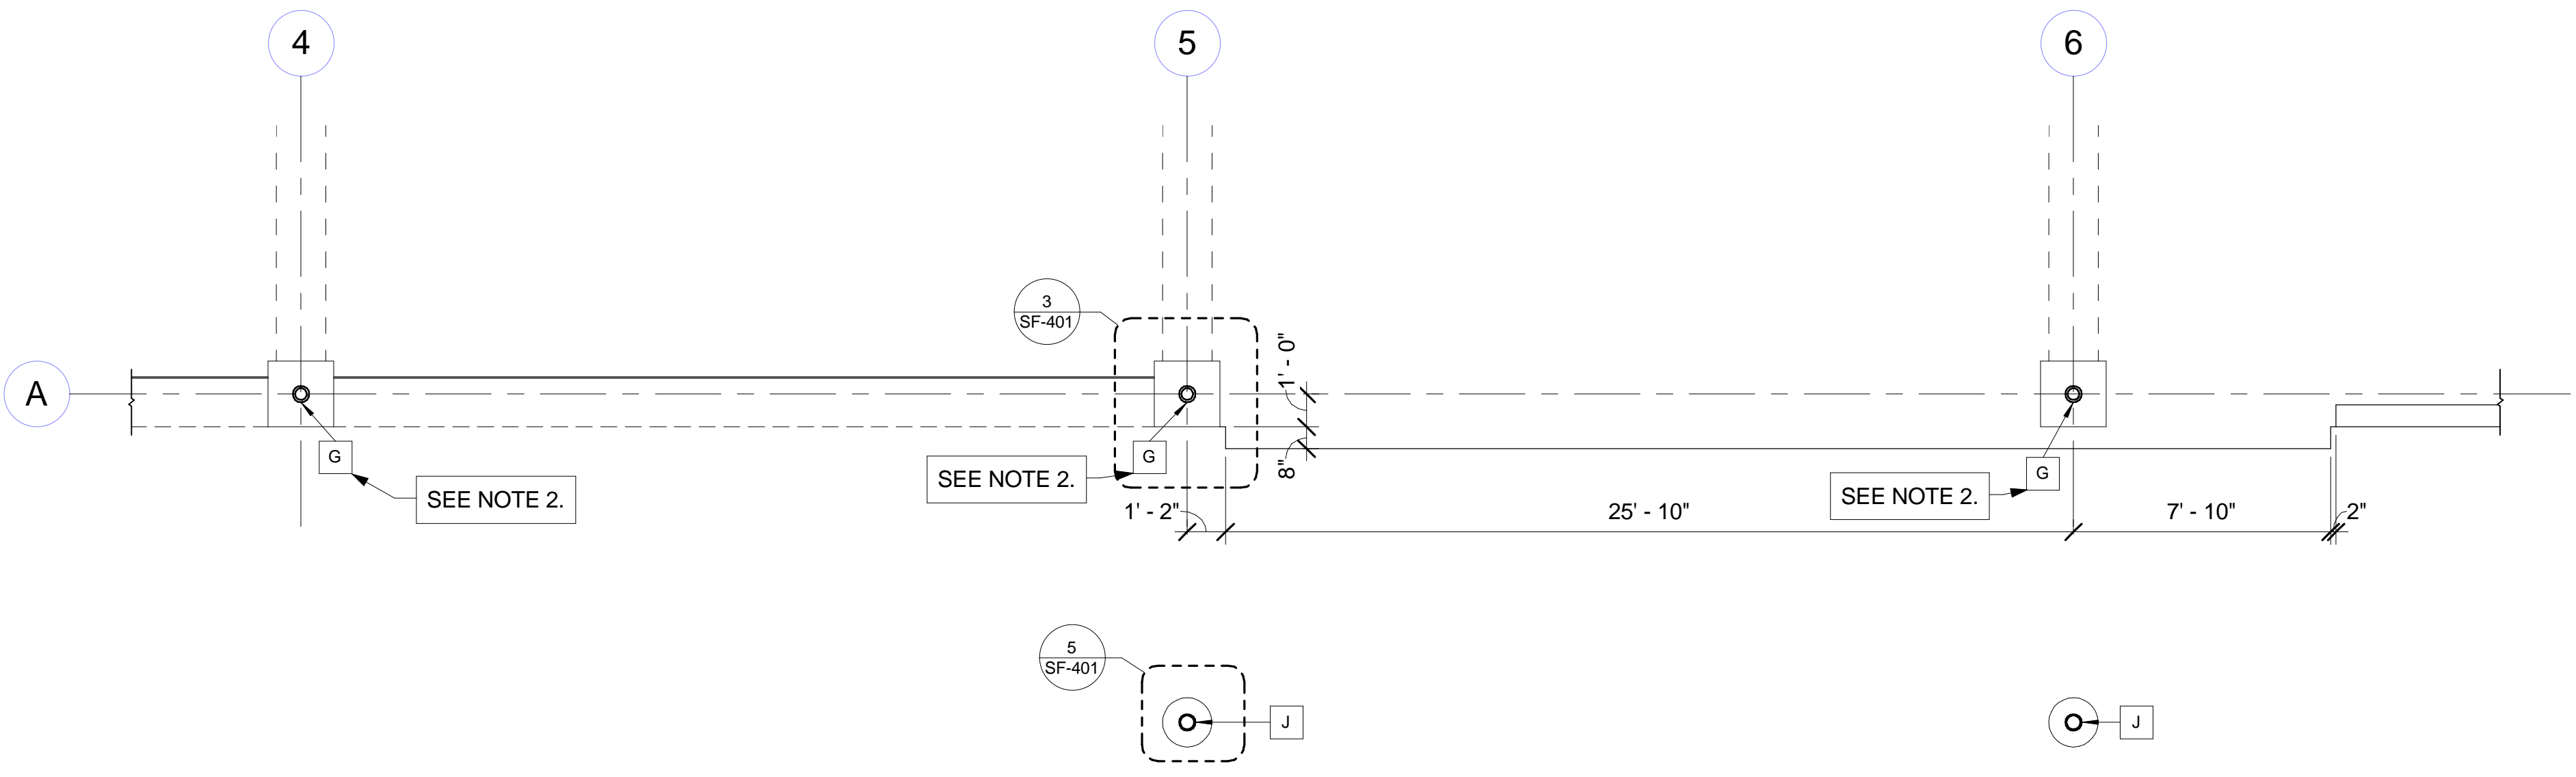 4
5
6
3
SF-401
1' - 0"
A
G
G
G
8"
SEE NOTE 2.
SEE NOTE 2.
SEE NOTE 2.
1' - 2"
25' - 10"
7' - 10"
2"
5
SF-401
J
J